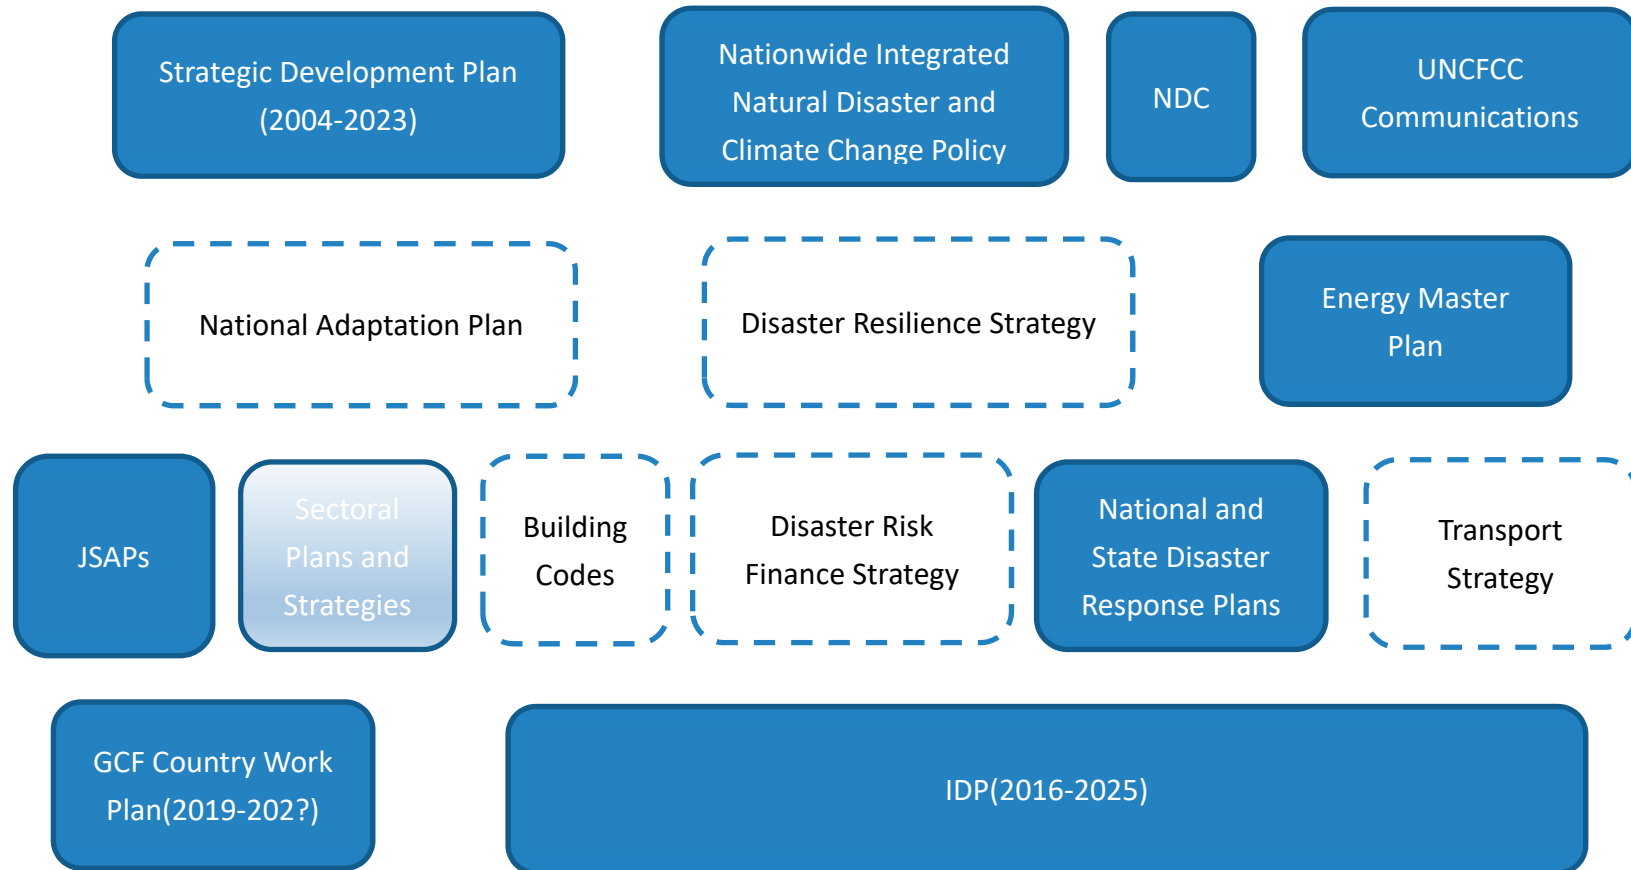 Strategic Development Plan
(2004-2023)
Nationwide Integrated
Natural Disaster and
Climate Change Policy
NDC
UNCFCC
Communications
National Adaptation Plan
Disaster Resilience Strategy
Energy Master
Plan
JSAPs
Sectoral
Plans and
Strategies
Building
Codes
Disaster Risk
Finance Strategy
National and
State Disaster
Response Plans
Transport
Strategy
GCF Country Work
Plan(2019-202?)
IDP(2016-2025)